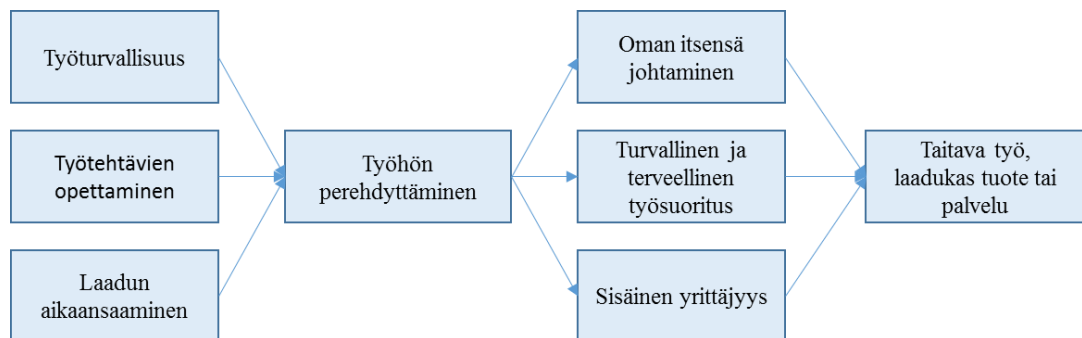 Työturvallisuus
Työtehtävien
opettaminen
Laadun
aikaansaaminen
Työhön
perehdyttäminen
Oman itsensä
johtaminen
Turvallinen ja
terveellinen
työsuoritus
Sisäinen yrittäjyys
Taitava työ,
laadukas tuote tai
palvelu